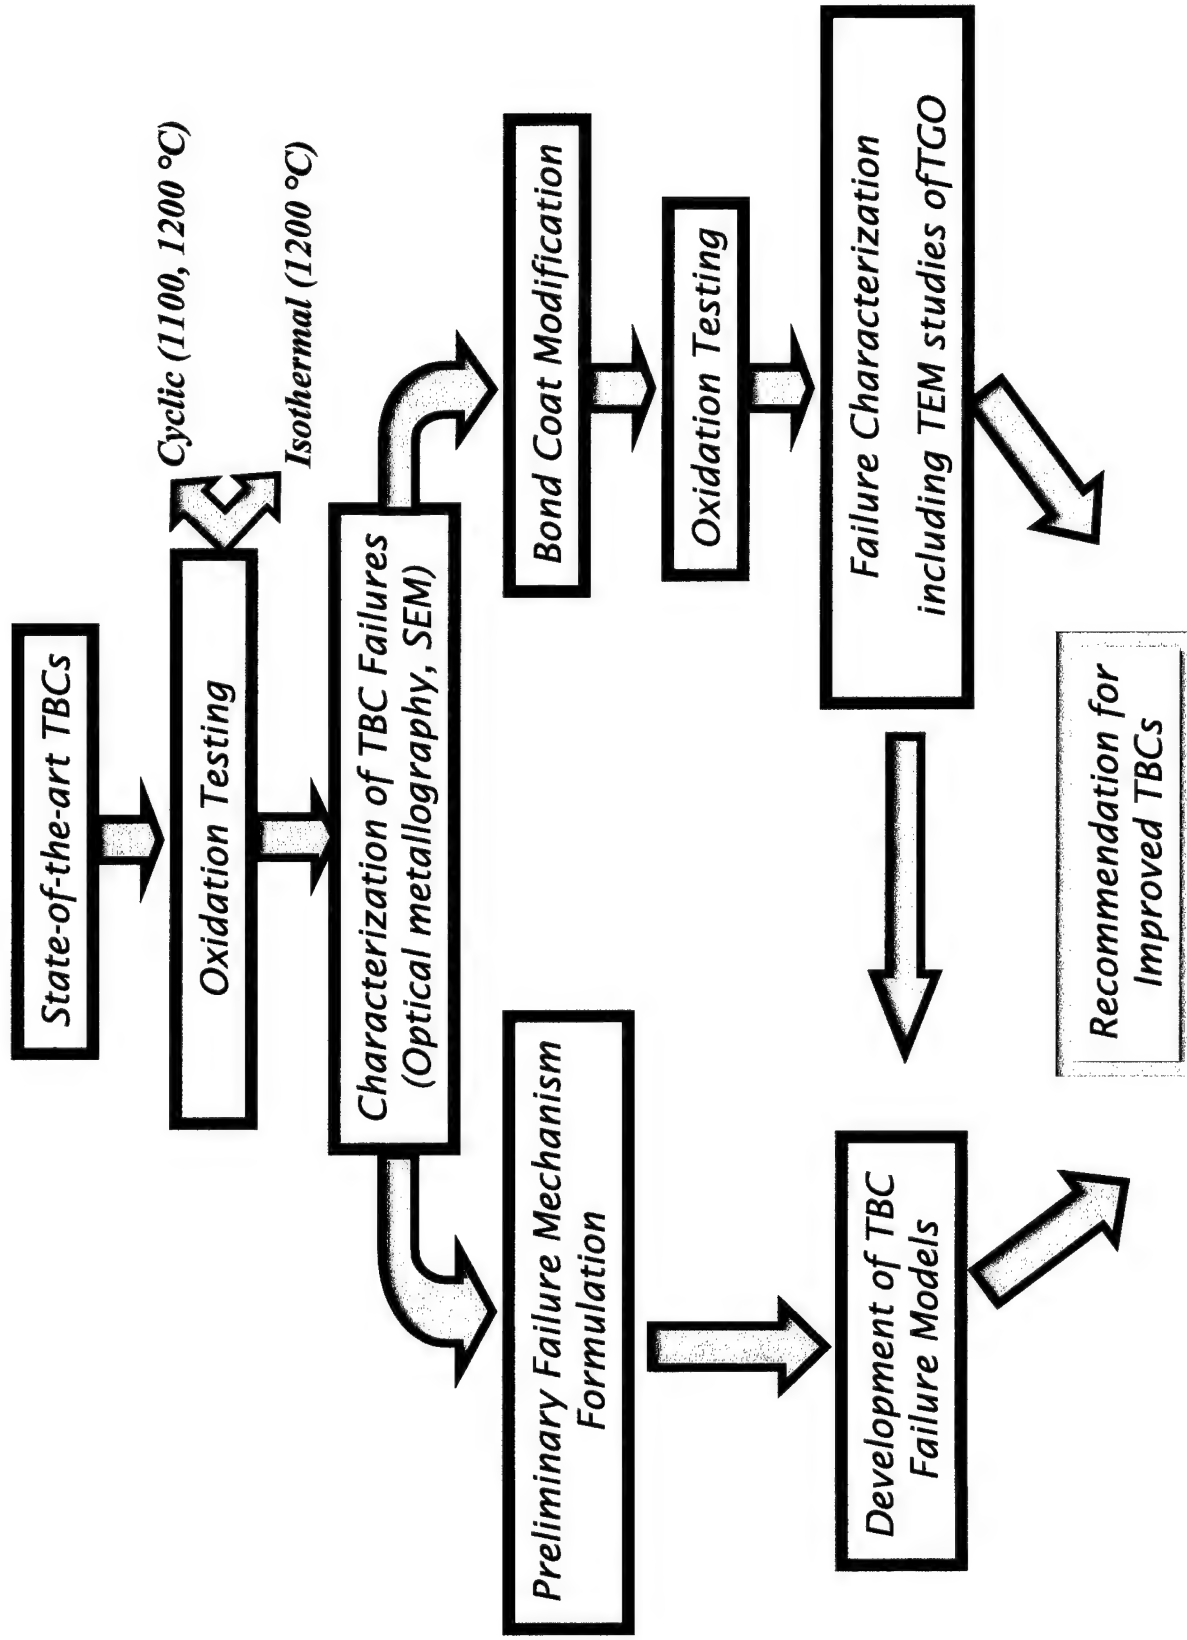 State-of-the-art TBCs
Oxidation Testing
Cyclic (1100, 1200 °C)
Isothermal (1200 °C)
Characterization of TBC Failures
(Optical metallography, SEM)
Preliminary Failure Mechanism
Formulation
Bond Coat Modification
Oxidation Testing
Development of TBC
Failure Models
Failure Characterization
including TEM studies ofTGO
Recommendation for
Improved TBCs